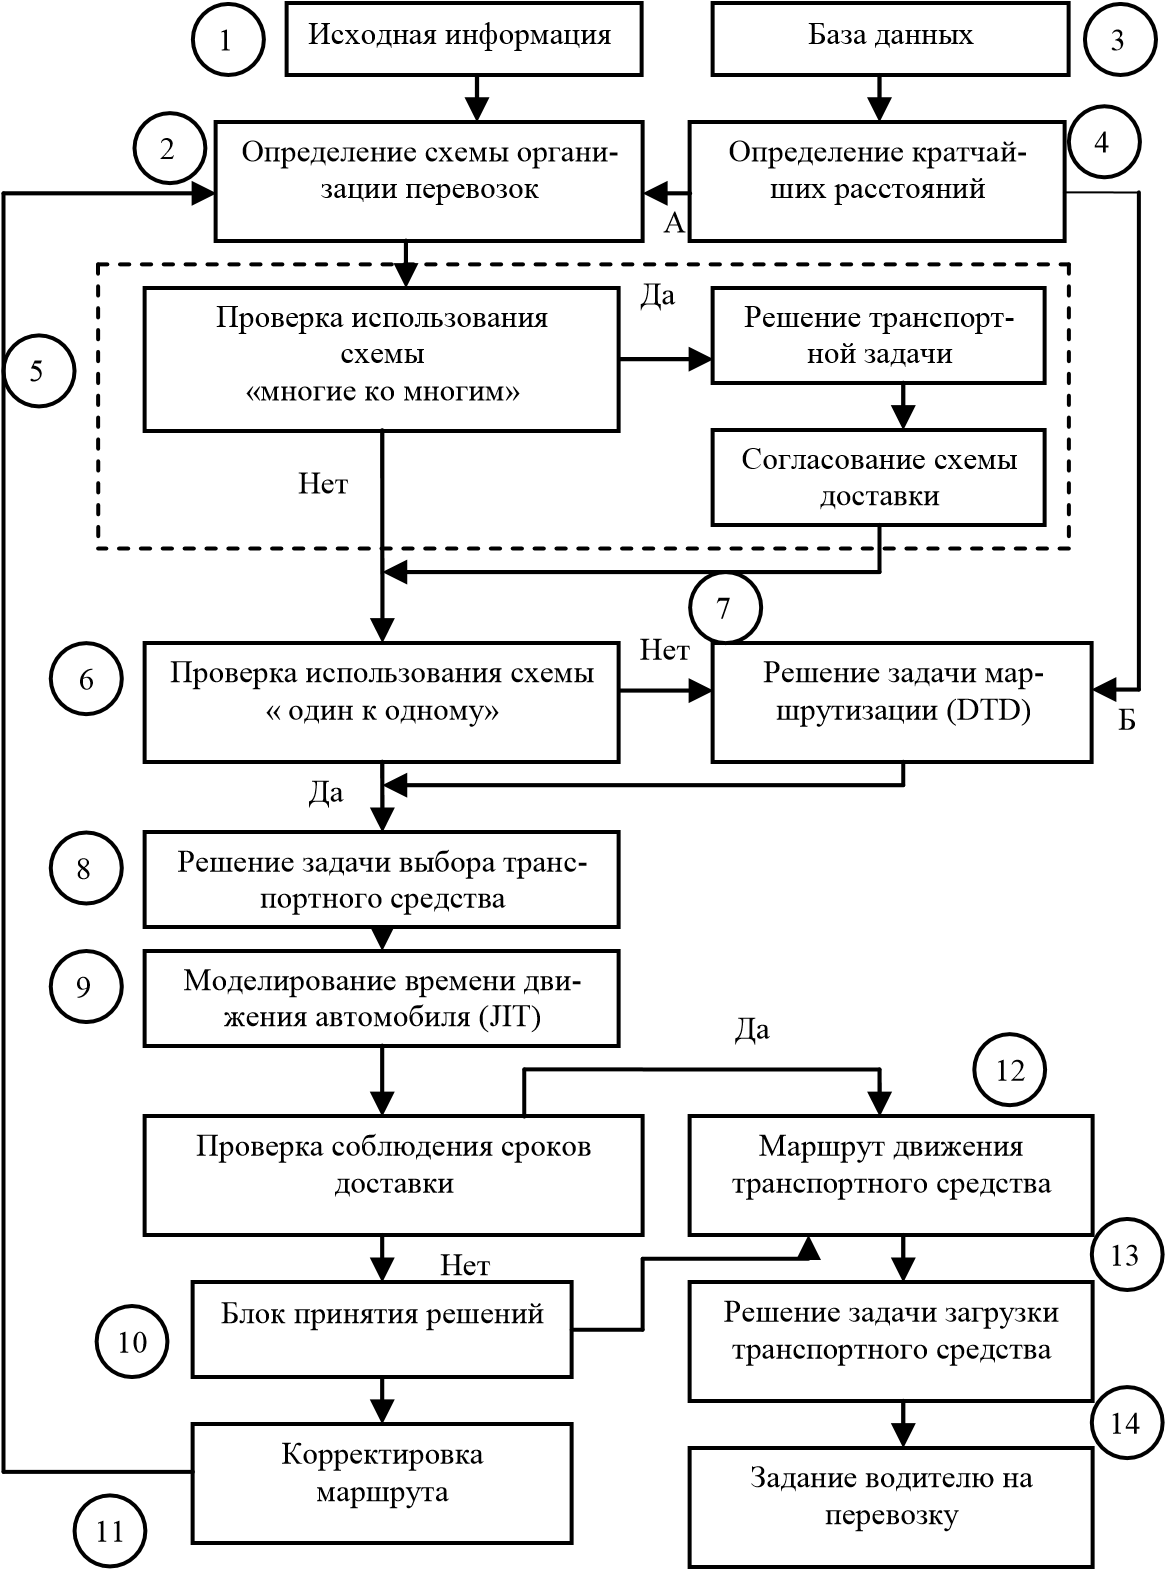 1
Исходная информация
База данных
3
2
Определение схемы органи-
зации перевозок
Определение кратчай-
ших расстояний
4
А
5
Проверка использования
схемы
«многие ко многим»
Да
Решение транспорт-
ной задачи
Согласование схемы
доставки
Нет
7
6
Проверка использования схемы
« один к одному»
Нет
Решение задачи мар-
шрутизации (DTD)
Б
Да
8
Решение задачи выбора транс-
портного средства
9
Моделирование времени дви-
жения автомобиля (JIT)
Да
12
Проверка соблюдения сроков
доставки
Маршрут движения
транспортного средства
Нет
13
10
Блок принятия решений
Решение задачи загрузки
транспортного средства
14
11
Корректировка
маршрута
Задание водителю на
перевозку